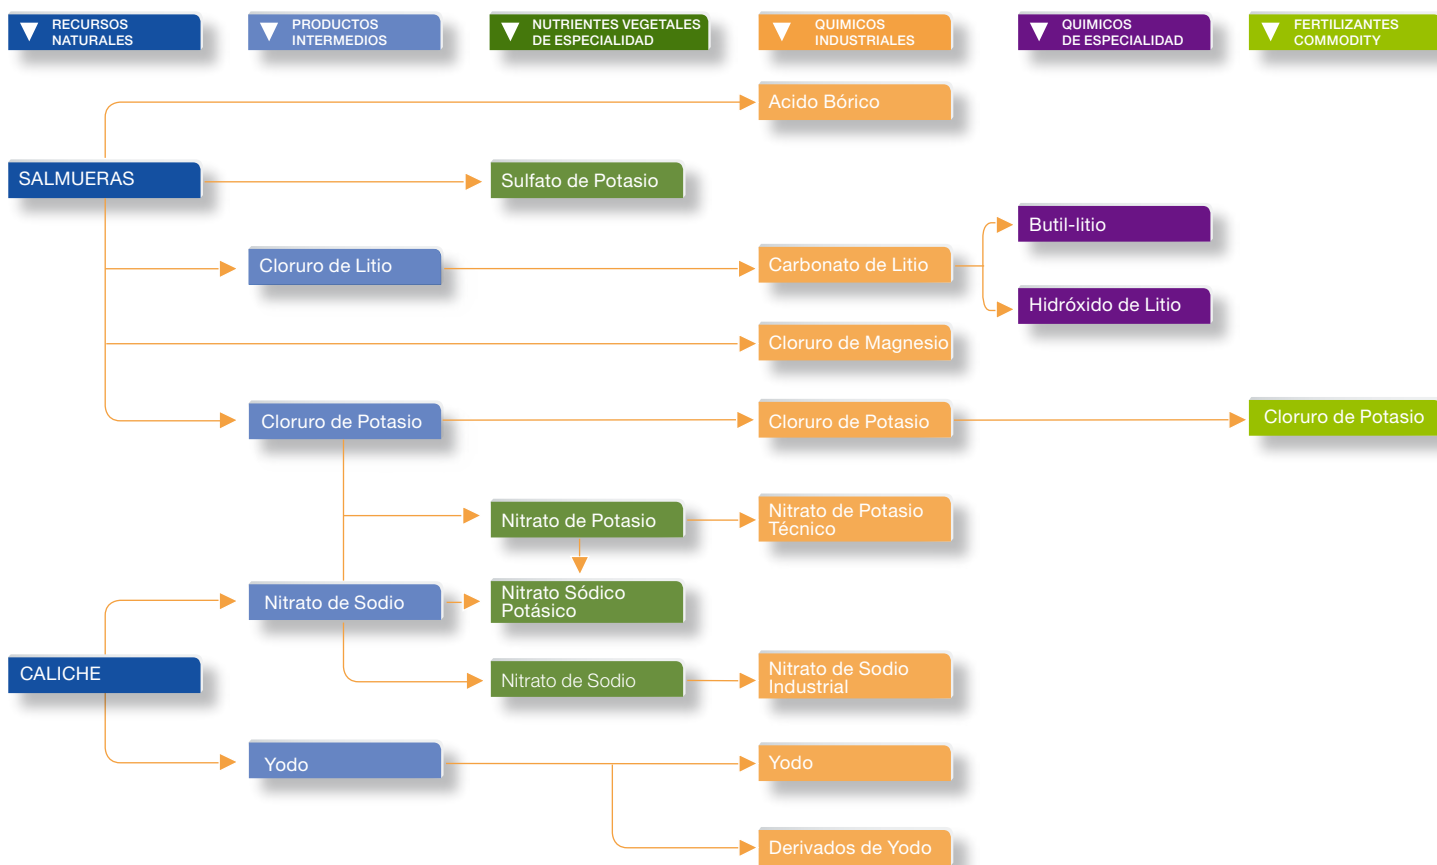 RECURSOS
NATURALES
PRODUCTOS
INTERMEDIOS
NUTRIENTES VEGETALES
DE ESPECIALIDAD
QUIMICOS
INDUSTRIALES
QUIMICOS
DE ESPECIALIDAD
FERTILIZANTES
COMMODITY
Acido Bórico
SALMUERAS
Sulfato de Potasio
Butil-litio
Cloruro de Litio
Carbonato de Litio
Hidróxido de Litio
Cloruro de Magnesio
Cloruro de Potasio
Cloruro de Potasio
Cloruro de Potasio
Nitrato de Potasio
Nitrato de Potasio
Técnico
Nitrato de Sodio
Nitrato Sódico
Potásico
CALICHE
Nitrato de Sodio
Nitrato de Sodio
Industrial
Yodo
Yodo
Derivados de Yodo